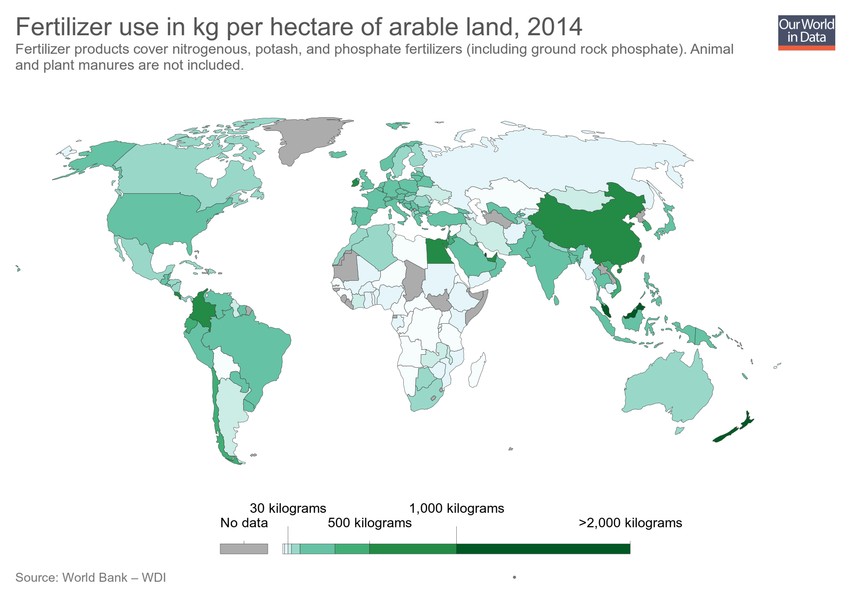 Fertilizer use in kg per hectare of arable land, 2014
Our World
in Data
Fertilizer products cover nitrogenous, potash, and phosphate fertilizers (including ground rock phosphate). Animal
and plant manures are not included.
30 kilograms
1,000 kilograms
No data
500 kilograms
>2,000 kilograms
Source: World Bank – WDI